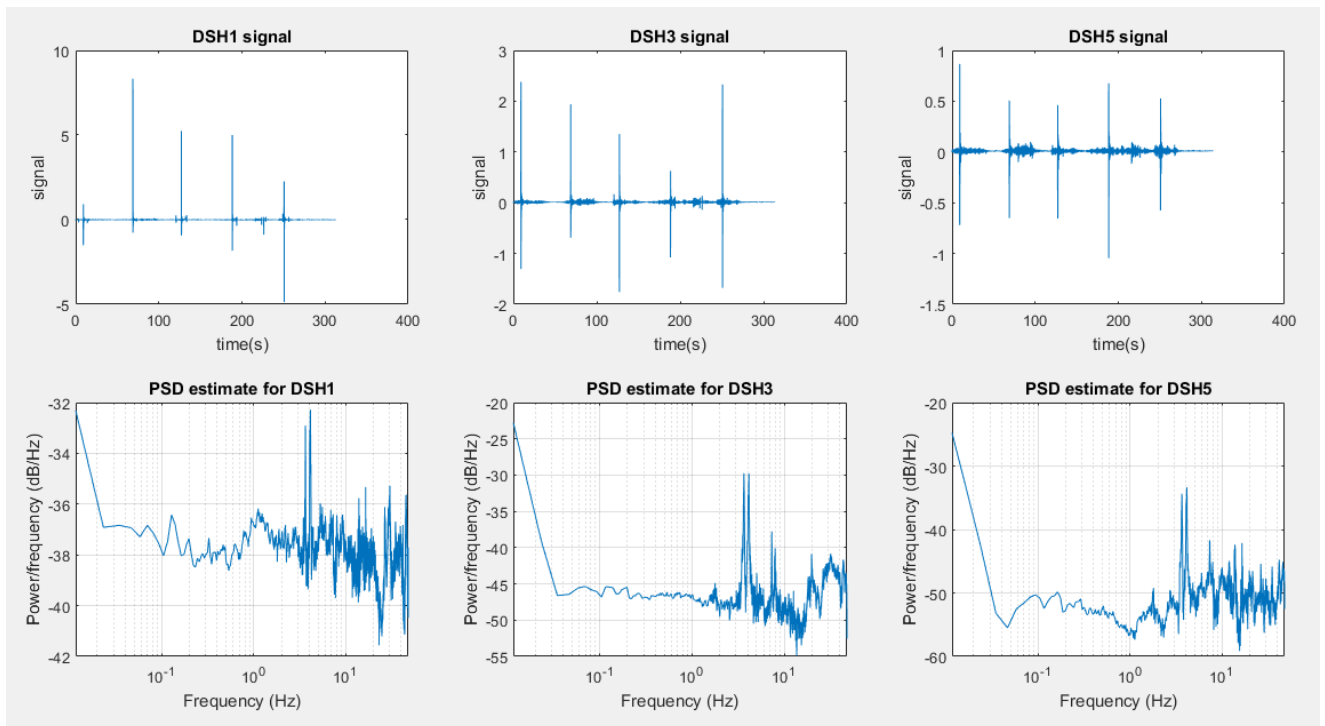 DSH1 signal
10
5
0
-5
signal
0 100 200 300 400
time(s)
DSH3 signal
3
2
1
0
-1
-2
signal
0 100 200 300 400
time(s)
DSH5 signal
1
0.5
0
-0.5
-1
-1.5
signal
0 100 200 300 400
time(s)
PSD estimate for DSH1
-32
-34
-36
-38
-40
-42
Power/frequency (dB/Hz)
10-1 100 101
Frequency (Hz)
PSD estimate for DSH3
-20
-25
-30
-35
-40
-45
-50
-55
Power/frequency (dB/Hz)
10-1 100 101
Frequency (Hz)
PSD estimate for DSH5
-20
-30
-40
-50
-60
Power/frequency (dB/Hz)
10-1 100 101
Frequency (Hz)